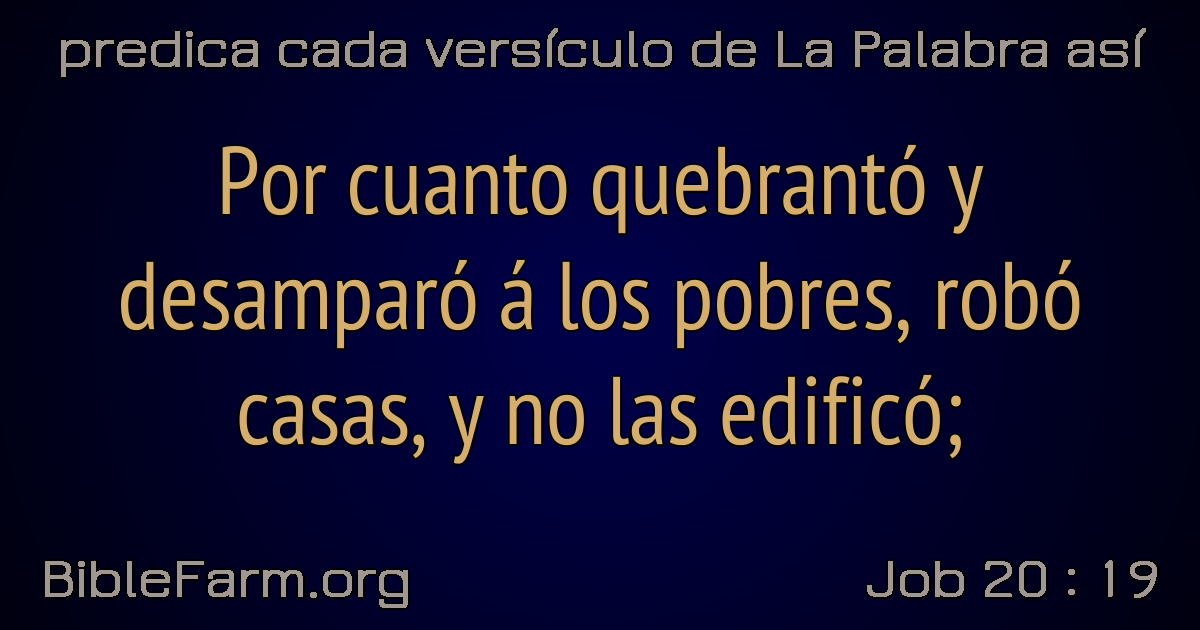 predica cada versículo de La Palabra así
Por cuanto quebrantó y
desamparó á los pobres, robó
casas, y no las edificó;
BibleFarm.org
Job 20 : 19